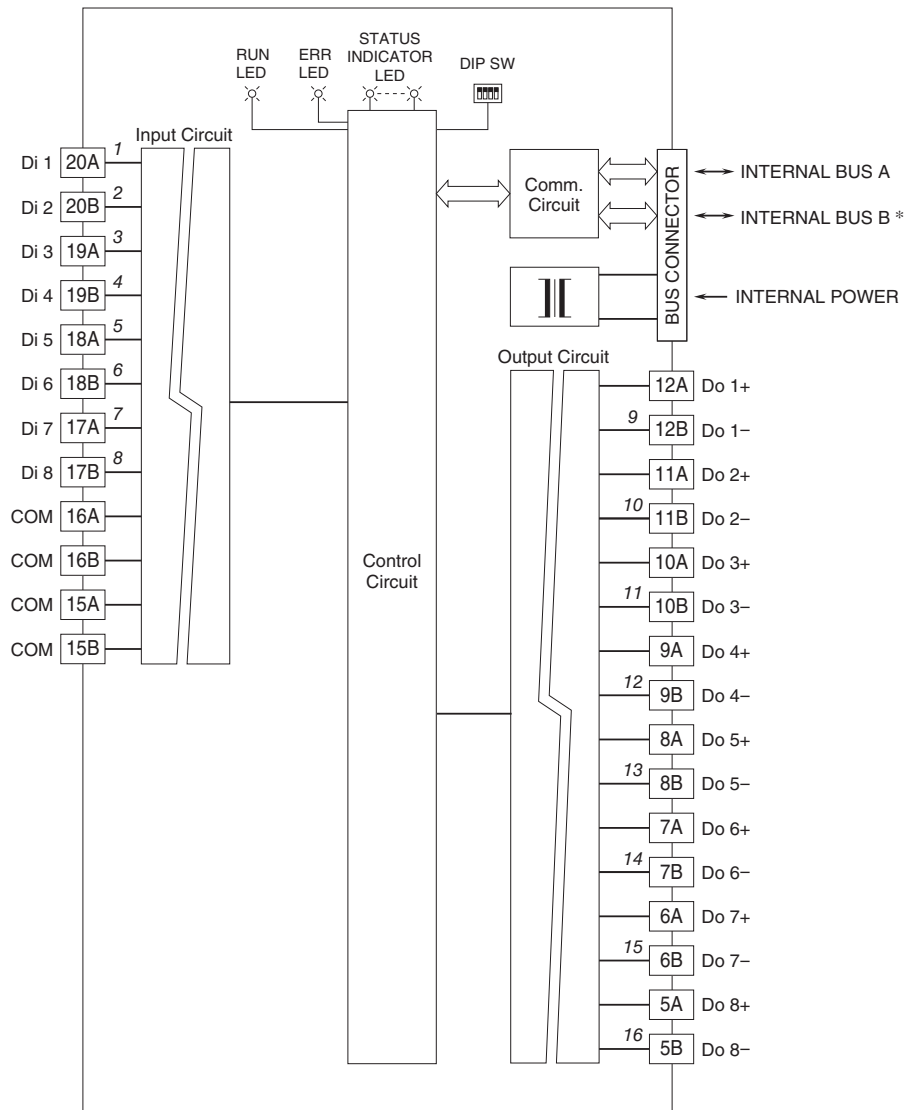 RUN
LED
ERR
LED
STATUS
INDICATOR
LED
DIP SW
Input Circuit
Di 1 20A 1
Di 2 20B 2
Di 3 19A 3
Di 4 19B 4
Di 5 18A 5
Di 6 18B 6
Di 7 17A 7
Di 8 17B 8
COM 16A
COM 16B
COM 15A
COM 15B
Control
Circuit
Comm.
Circuit
BUS CONNECTOR
INTERNAL BUS A
INTERNAL BUS B *
INTERNAL POWER
Output Circuit
12A Do 1+
9 12B Do 1–
11A Do 2+
10 11B Do 2–
10A Do 3+
11 10B Do 3–
9A Do 4+
12 9B Do 4–
8A Do 5+
13 8B Do 5–
7A Do 6+
14 7B Do 6–
6A Do 7+
15 6B Do 7–
5A Do 8+
16 5B Do 8–